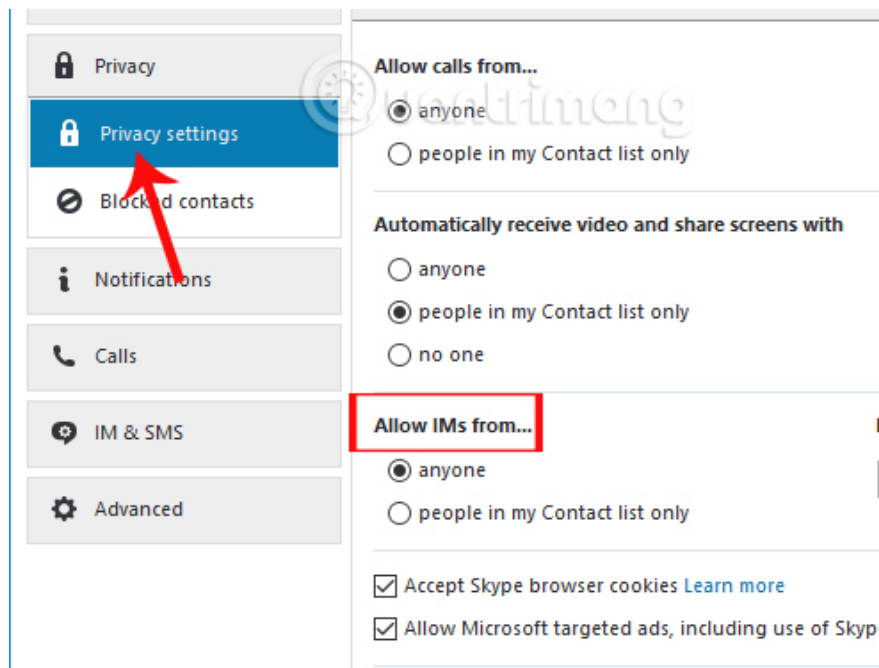 Privacy
Privacy settings
Blocked contacts
Notifications
Calls
IM & SMS
Advanced
Allow calls from...
anyone
people in my Contact list only
Automatically receive video and share screens with
anyone
people in my Contact list only
no one
Allow IMs from...
anyone
people in my Contact list only
Accept Skype browser cookies Learn more
Allow Microsoft targeted ads, including use of Skyp
uantrimang